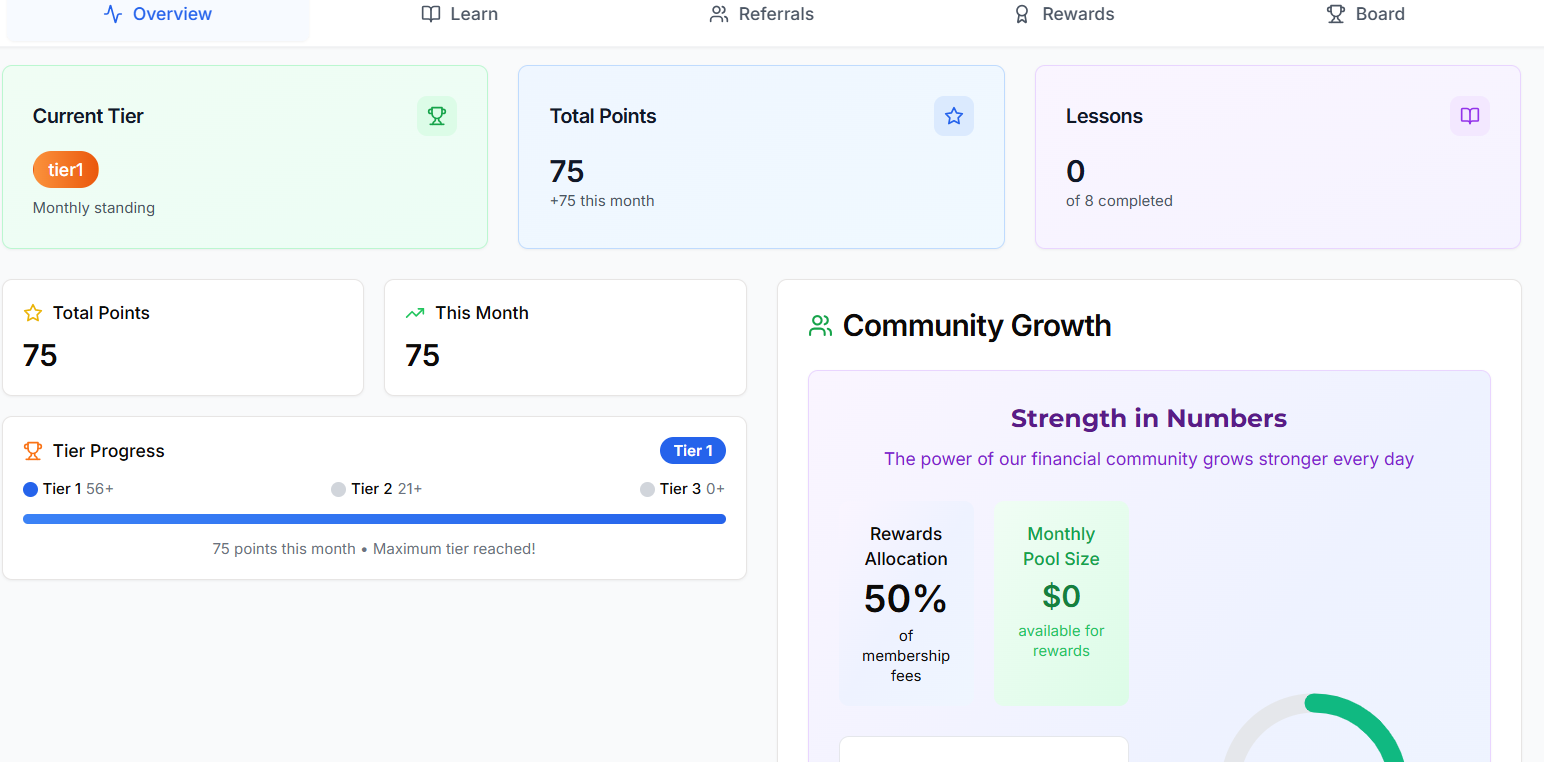 Overview
Learn
Referrals
Rewards
Board
Current Tier
tier1
Monthly standing
Total Points
75
+75 this month
Lessons
0
of 8 completed
Total Points
75
This Month
75
Tier Progress
Tier 1
Tier 1 56+
Tier 2 21+
Tier 3 0+
75 points this month • Maximum tier reached!
Community Growth
Strength in Numbers
The power of our financial community grows stronger every day
Rewards
Allocation
50%
of
membership
fees
Monthly
Pool Size
$0
available for
rewards